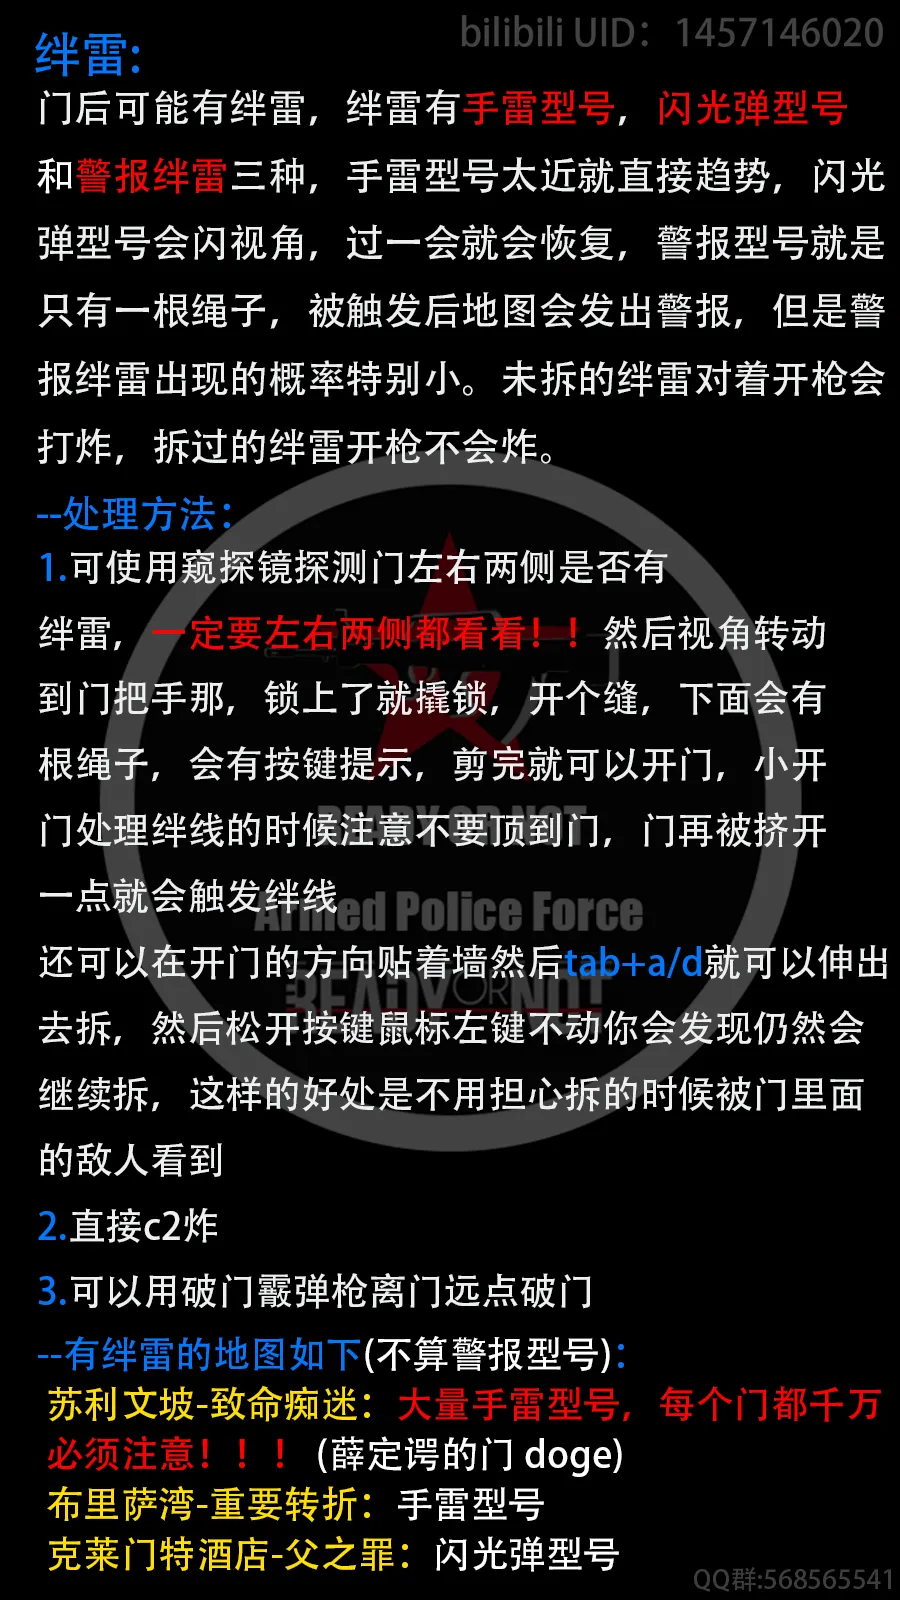 bilibili UID：1457146020
绊雷:
门后可能有绊雷，绊雷有手雷型号，闪光弹型号
和警报绊雷三种，手雷型号太近就直接趋势，闪光
弹型号会闪视角，过一会就会恢复，警报型号就是
只有一根绳子，被触发后地图会发出警报，但是警
报绊雷出现的概率特别小。未拆的绊雷对着开枪会
打炸，拆过的绊雷开枪不会炸。
--处理方法：
1.可使用窥探镜探测门左右两侧是否有
绊雷，一定要左右两侧都看看！！然后视角转动
到门把手那，锁上了就撬锁，开个缝，下面会有
根绳子，会有按键提示，剪完就可以开门，小开
门处理绊线的时候注意不要顶到门，门再被挤开
一点就会触发绊线
还可以在开门的方向贴着墙然后tab+a/d就可以伸出
去拆，然后松开按键鼠标左键不动你会发现仍然会
继续拆，这样的好处是不用担心拆的时候被门里面
的敌人看到
2.直接c2炸
3.可以用破门霰弹枪离门远点破门
--有绊雷的地图如下(不算警报型号)：
苏利文坡-致命痴迷：大量手雷型号，每个门都千万
必须注意！！！(薛定谔的门 doge)
布里萨湾-重要转折：手雷型号
克莱门特酒店-父之罪：闪光弹型号
READY OR NOT
Armed Police Force
READY OR NOT
QQ群:568565541